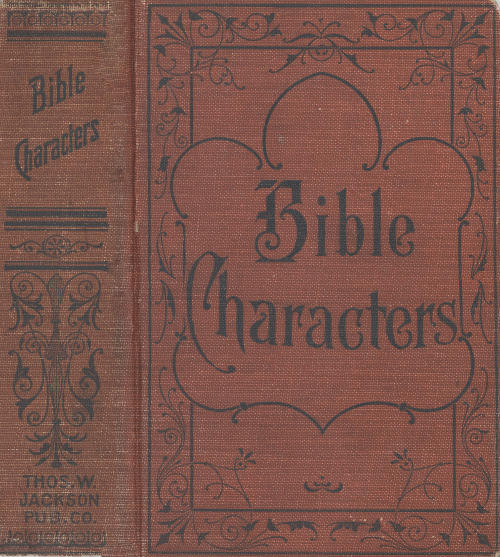 Bible
Characters
THOS. W.
JACKSON
PUB. CO.
Bible
Characters.